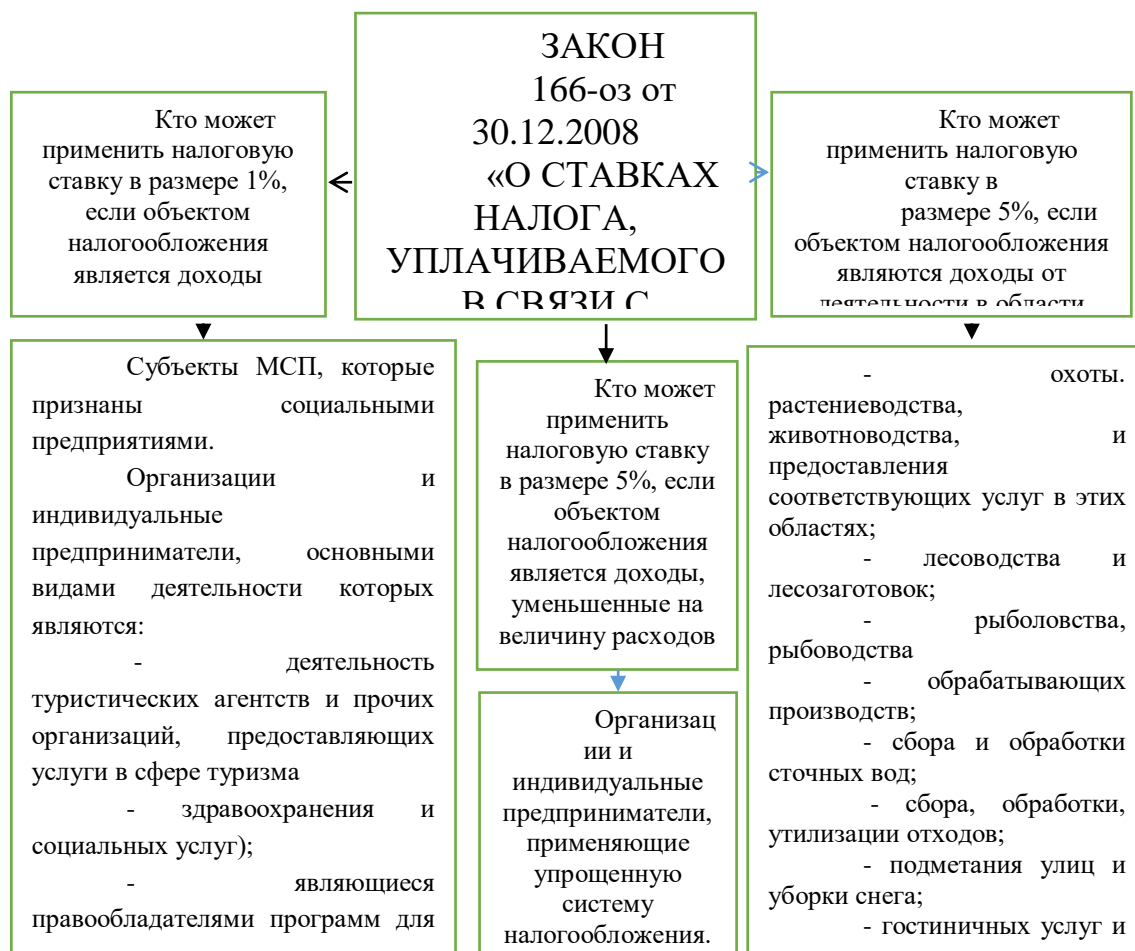 ЗАКОН
166-оз от
30.12.2008
«О СТАВКАХ
НАЛОГА,
УПЛАЧИВАЕМОГО
В СВЯЗИ С
Кто может
применить налоговую
ставку в размере 1%,
если объектом
налогообложения
является доходы
Кто может
применить налоговую
ставку в
размере 5%, если
объектом налогообложения
являются доходы от
деятельности в области
Субъекты МСП, которые
признаны социальными
предприятиями.
Организации и
индивидуальные
предприниматели, основными
видами деятельности которых
являются:
- деятельность
туристических агентств и прочих
организаций, предоставляющих
услуги в сфере туризма
- здравоохранения и
социальных услуг);
- являющиеся
правообладателями программ для
Кто может
применить
налоговую ставку
в размере 5%, если
объектом
налогообложения
является доходы,
уменьшенные на
величину расходов
Организац
ии и
индивидуальные
предприниматели,
применяющие
упрощенную
систему
налогообложения.
- охоты.
растениеводства,
животноводства, и
предоставления
соответствующих услуг в этих
областях;
- лесоводства и
лесозаготовок;
- рыболовства,
рыбоводства
- обрабатывающих
производств;
- сбора и обработки
сточных вод;
- сбора, обработки,
утилизации отходов;
- подметания улиц и
уборки снега;
- гостиничных услуг и